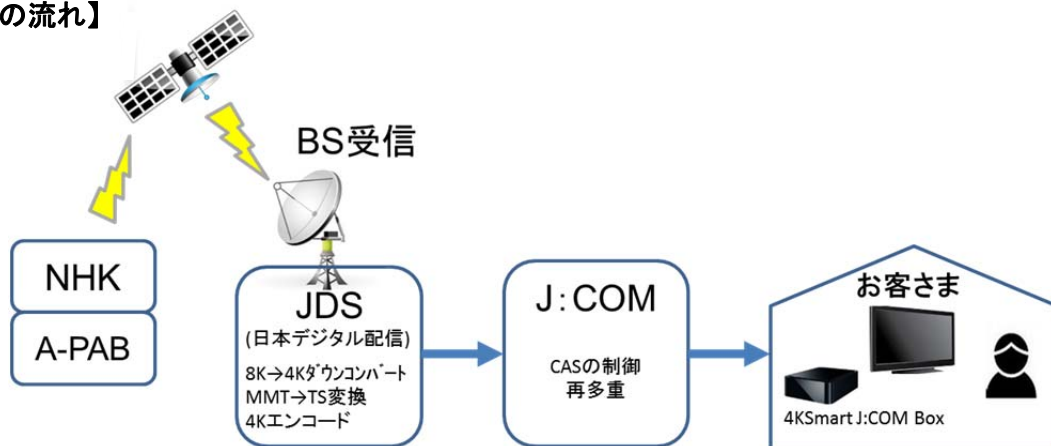 の流れ】
BS受信
NHK
A-PAB
JDS
(日本デジタル配信)
8K→4Kﾀﾞｳﾝｺﾝﾊﾞｰﾄ
MMT→TS変換
4Kエンコード
J:COM
CASの制御
再多重
お客さま
4KSmart J:COM Box